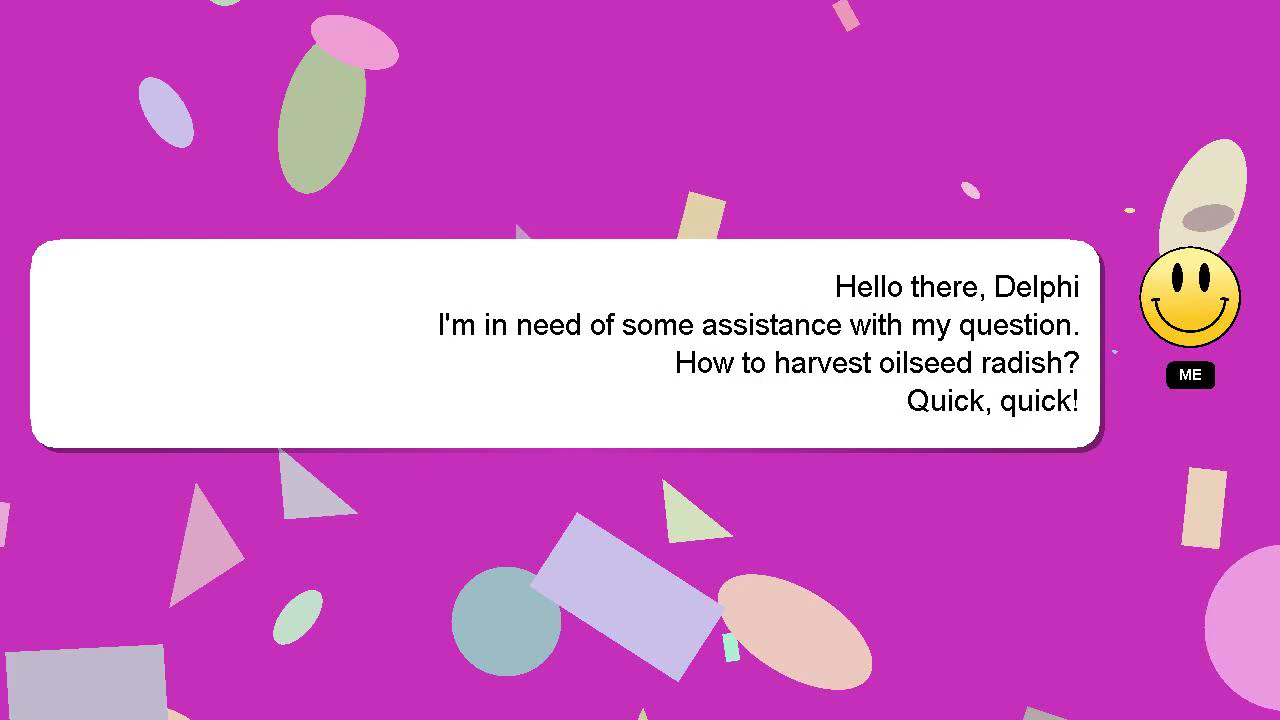 Hello there, Delphi
I'm in need of some assistance with my question.
How to harvest oilseed radish?
Quick, quick!
ME